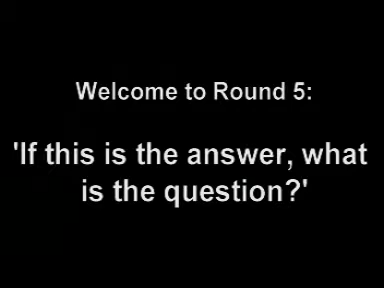 Welcome to Round 5:
'If this is the answer, what
is the question?'